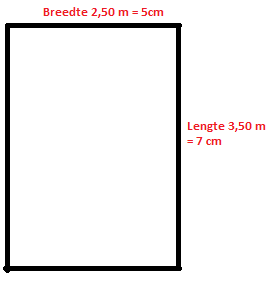 Breedte 2,50 m = 5cm
Lengte 3,50 m
= 7 cm